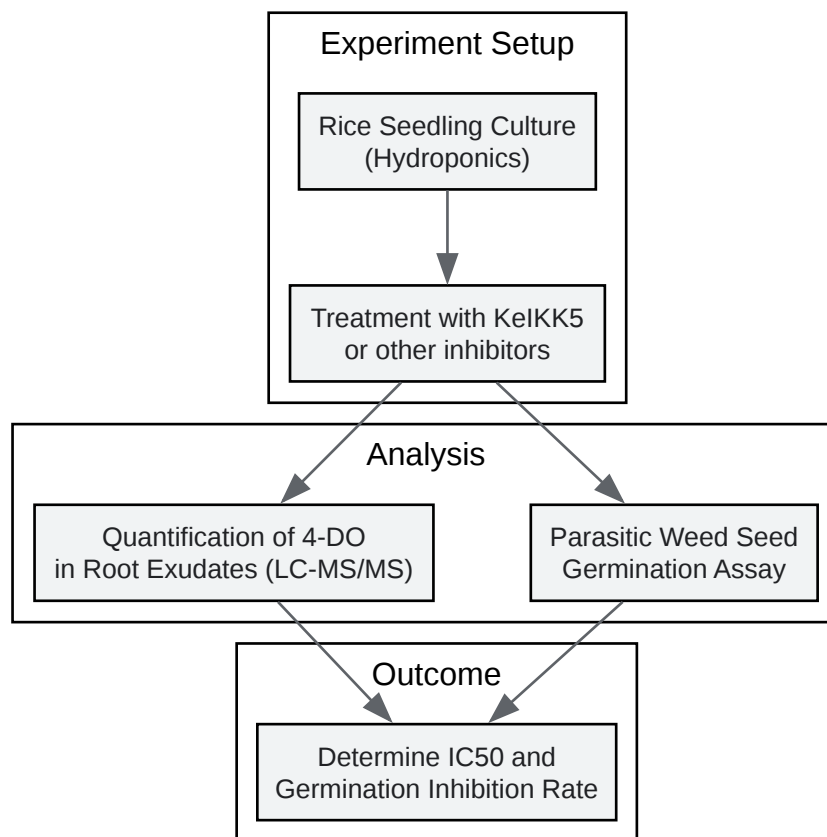 Experiment Setup
Rice Seedling Culture
(Hydroponics)
Treatment with KeIKK5
or other inhibitors
Analysis
Quantification of 4-DO
in Root Exudates (LC-MS/MS)
Parasitic Weed Seed
Germination Assay
Outcome
Determine IC50 and
Germination Inhibition Rate